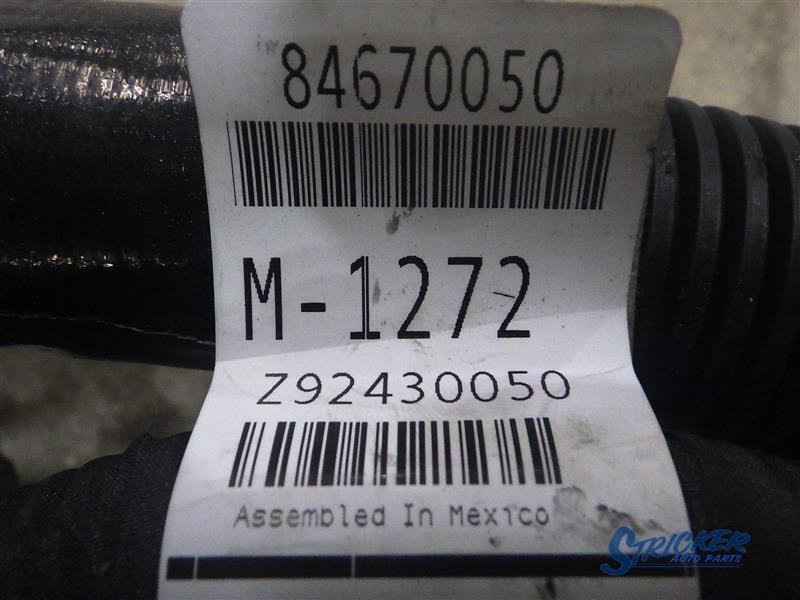 84670050
M-1272
Z92430050
Assembled In Mexico
STRICKER
AUTO PARTS